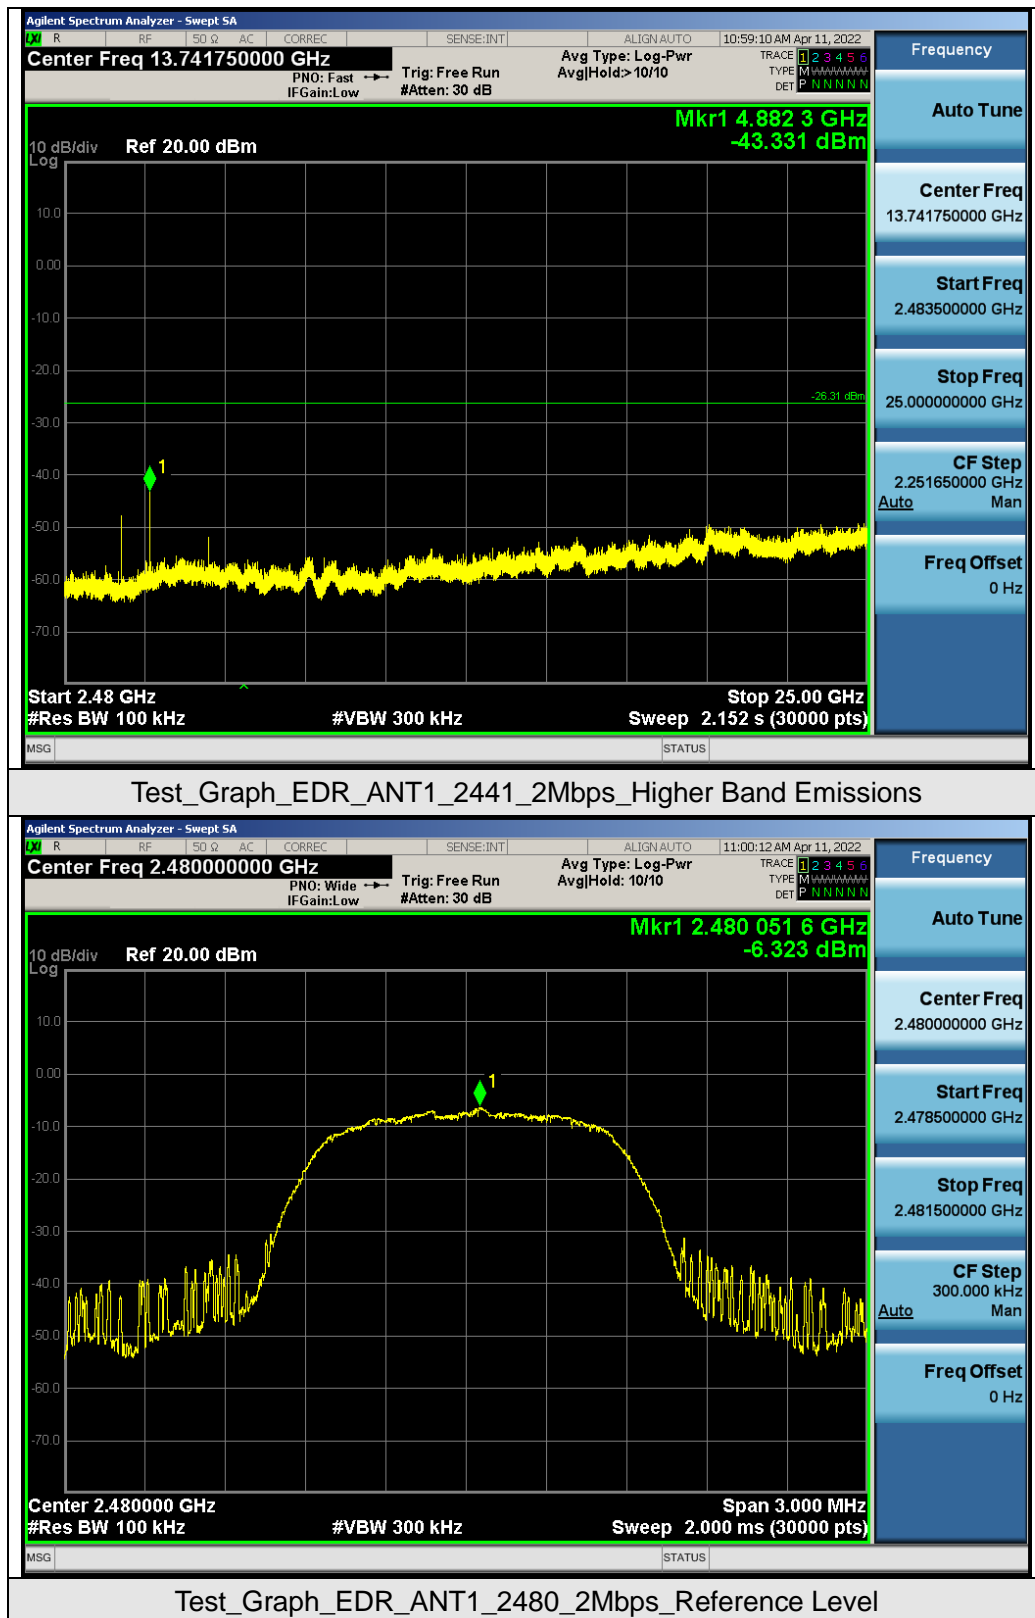 Agilent Spectrum Analyzer - Swept SA
LXI R RF 50 Ω AC CORREC SENSE:INT ALIGNAUTO 10:59:10 AM Apr 11, 2022
Center Freq 13.741750000 GHz
PNO: Fast
IFGain:Low
Trig: Free Run
#Atten: 30 dB
Avg Type: Log-Pwr
Avg|Hold:>10/10
TRACE 1 2 3 4 5 6
TYPE M
DET P N N N N N
Mkr1 4.882 3 GHz
-43.331 dBm
10 dB/div Ref 20.00 dBm
Log
10.0
0.00
-10.0
-20.0
-26.31 dBm
-30.0
-40.0
1
-50.0
-60.0
-70.0
Start 2.48 GHz Stop 25.00 GHz
#Res BW 100 kHz #VBW 300 kHz Sweep 2.152 s (30000 pts)
MSG STATUS
Frequency
Auto Tune
Center Freq
13.741750000 GHz
Start Freq
2.483500000 GHz
Stop Freq
25.000000000 GHz
CF Step
2.251650000 GHz
Auto Man
Freq Offset
0 Hz
Test_Graph_EDR_ANT1_2441_2Mbps_Higher Band Emissions
Agilent Spectrum Analyzer - Swept SA
LXI R RF 50 Ω AC CORREC SENSE:INT ALIGNAUTO 11:00:12 AM Apr 11, 2022
Center Freq 2.480000000 GHz
PNO: Wide
IFGain:Low
Trig: Free Run
#Atten: 30 dB
Avg Type: Log-Pwr
Avg|Hold: 10/10
TRACE 1 2 3 4 5 6
TYPE M
DET P N N N N N
Mkr1 2.480 051 6 GHz
-6.323 dBm
10 dB/div Ref 20.00 dBm
Log
10.0
0.00
1
-10.0
-20.0
-30.0
-40.0
-50.0
-60.0
-70.0
Center 2.480000 GHz Span 3.000 MHz
#Res BW 100 kHz #VBW 300 kHz Sweep 2.000 ms (30000 pts)
MSG STATUS
Frequency
Auto Tune
Center Freq
2.480000000 GHz
Start Freq
2.478500000 GHz
Stop Freq
2.481500000 GHz
CF Step
300.000 kHz
Auto Man
Freq Offset
0 Hz
Test_Graph_EDR_ANT1_2480_2Mbps_Reference Level